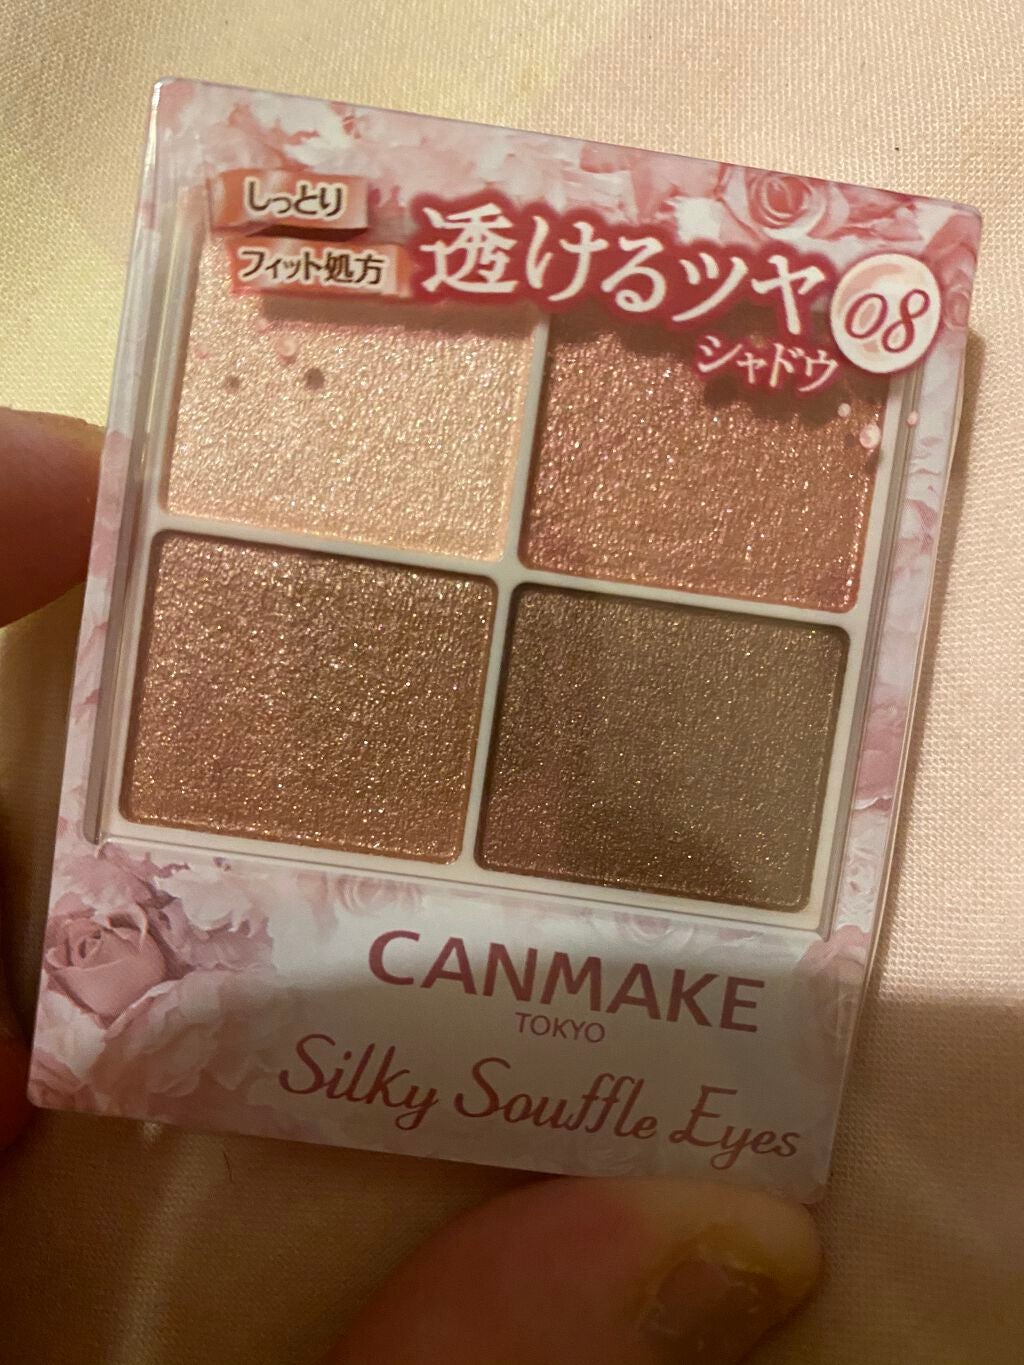 しっとり
フィット処方
透けるツヤ
シャドウ
08
CANMAKE
TOKYO
Silky Souffle Eyes